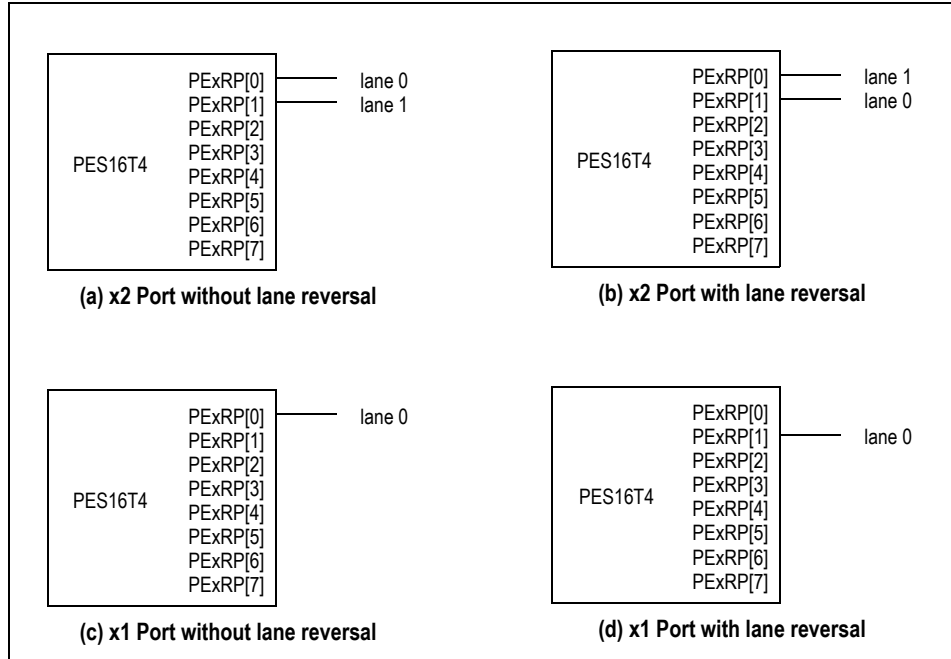 PES16T4
PExRP[0] lane 0
PExRP[1] lane 1
PExRP[2]
PExRP[3]
PExRP[4]
PExRP[5]
PExRP[6]
PExRP[7]
(a) x2 Port without lane reversal
PES16T4
PExRP[0] lane 1
PExRP[1] lane 0
PExRP[2]
PExRP[3]
PExRP[4]
PExRP[5]
PExRP[6]
PExRP[7]
(b) x2 Port with lane reversal
PES16T4
PExRP[0] lane 0
PExRP[1]
PExRP[2]
PExRP[3]
PExRP[4]
PExRP[5]
PExRP[6]
PExRP[7]
(c) x1 Port without lane reversal
PES16T4
PExRP[0]
PExRP[1] lane 0
PExRP[2]
PExRP[3]
PExRP[4]
PExRP[5]
PExRP[6]
PExRP[7]
(d) x1 Port with lane reversal